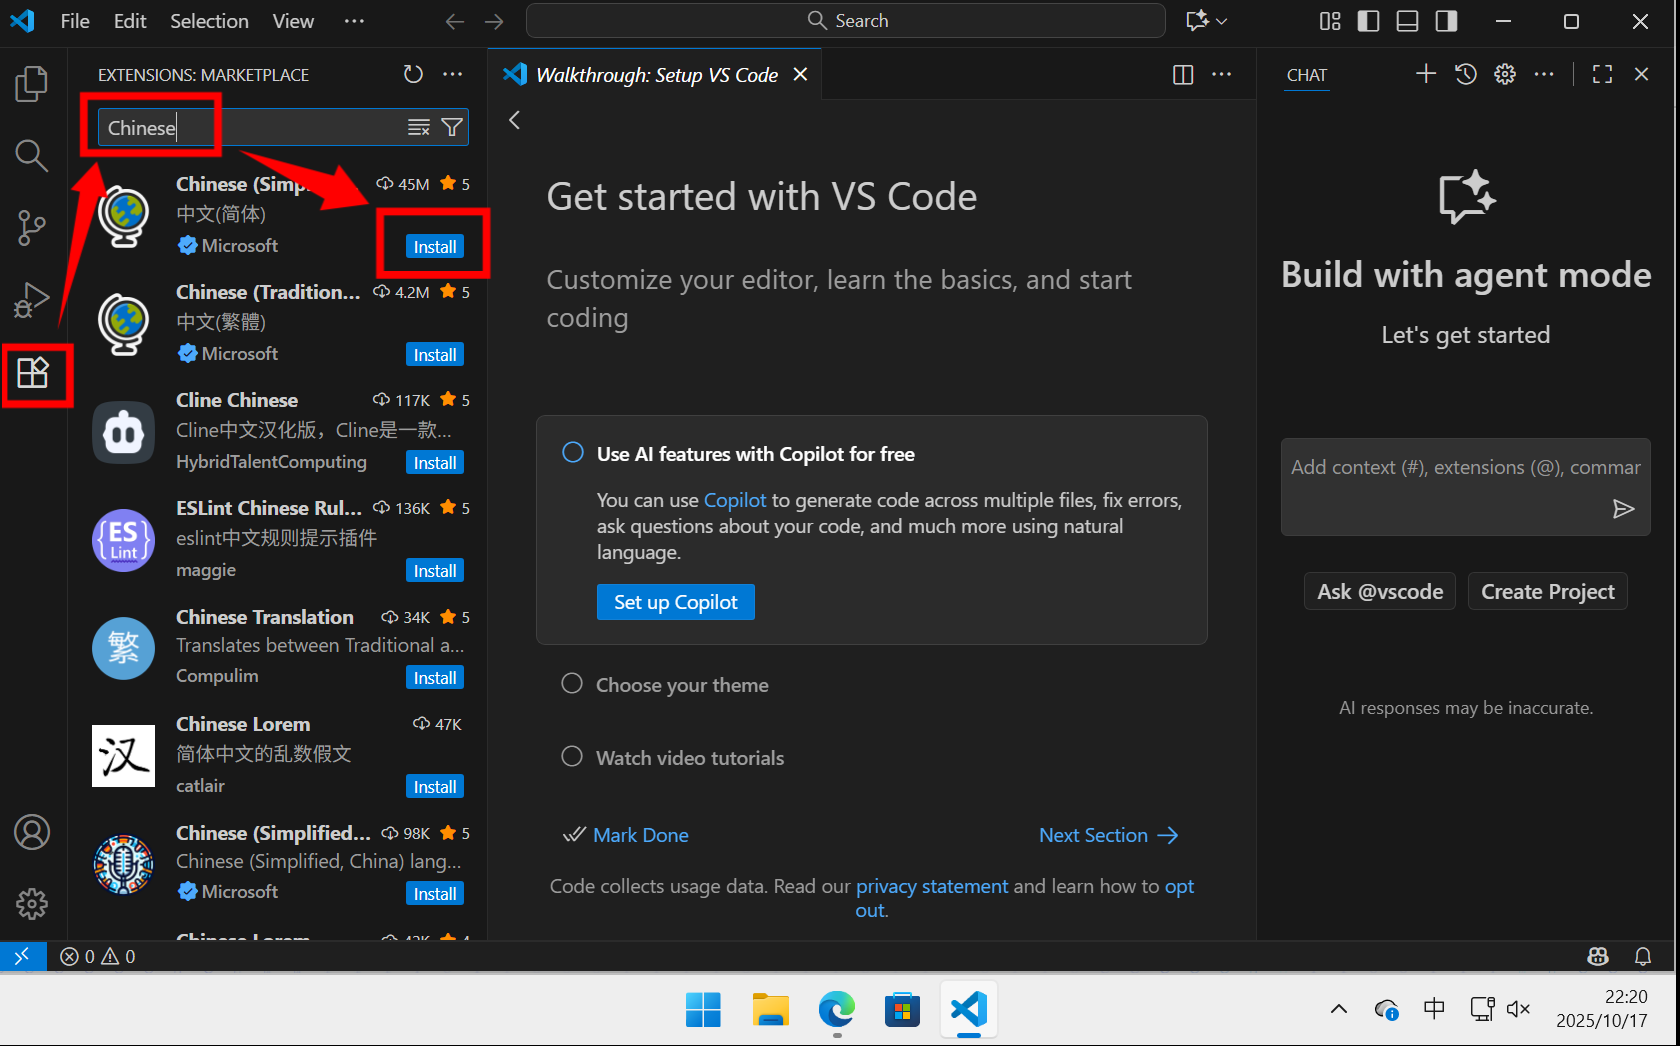 File Edit Selection View ··· Search
EXTENSIONS: MARKETPLACE
Chinese
Chinese (Simp 45M 5
中文(简体)
Microsoft Install
Chinese (Tradition... 4.2M 5
中文(繁體)
Microsoft Install
Cline Chinese 117K 5
Cline中文汉化版，Cline是一款...
HybridTalentComputing Install
ESLint Chinese Rul... 136K 5
ES
Lint
eslint中文规则提示插件
maggie Install
Chinese Translation 34K 5
繁
Translates between Traditional a...
Compulim Install
Chinese Lorem 47K
汉
简体中文的乱数假文
catlair Install
Chinese (Simplified... 98K 5
Chinese (Simplified, China) lang...
Microsoft Install
Walkthrough: Setup VS Code
Get started with VS Code
Customize your editor, learn the basics, and start
coding
Use AI features with Copilot for free
You can use Copilot to generate code across multiple files, fix errors,
ask questions about your code, and much more using natural
language.
Set up Copilot
Choose your theme
Watch video tutorials
Mark Done Next Section
Code collects usage data. Read our privacy statement and learn how to opt
out.
CHAT
Build with agent mode
Let's get started
Add context (#), extensions (@), commar
Ask @vscode Create Project
AI responses may be inaccurate.
0 0
中
22:20
2025/10/17